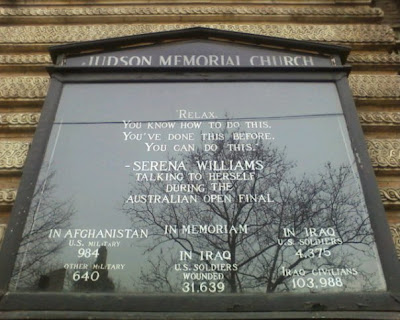 JUDSON MEMORIAL CHURCH
"RELAX.
YOU KNOW HOW TO DO THIS.
YOU'VE DONE THIS BEFORE.
YOU CAN DO THIS."
-SERENA WILLIAMS
TALKING TO HERSELF
DURING THE
AUSTRALIAN OPEN FINAL
IN MEMORIAM
IN AFGHANISTAN
U.S. MILITARY
984
OTHER MILITARY
640
IN IRAQ
U.S. SOLDIERS
WOUNDED
31,639
IN IRAQ
U.S. SOLDIERS
4,375
IRAQ CIVILIANS
103,988